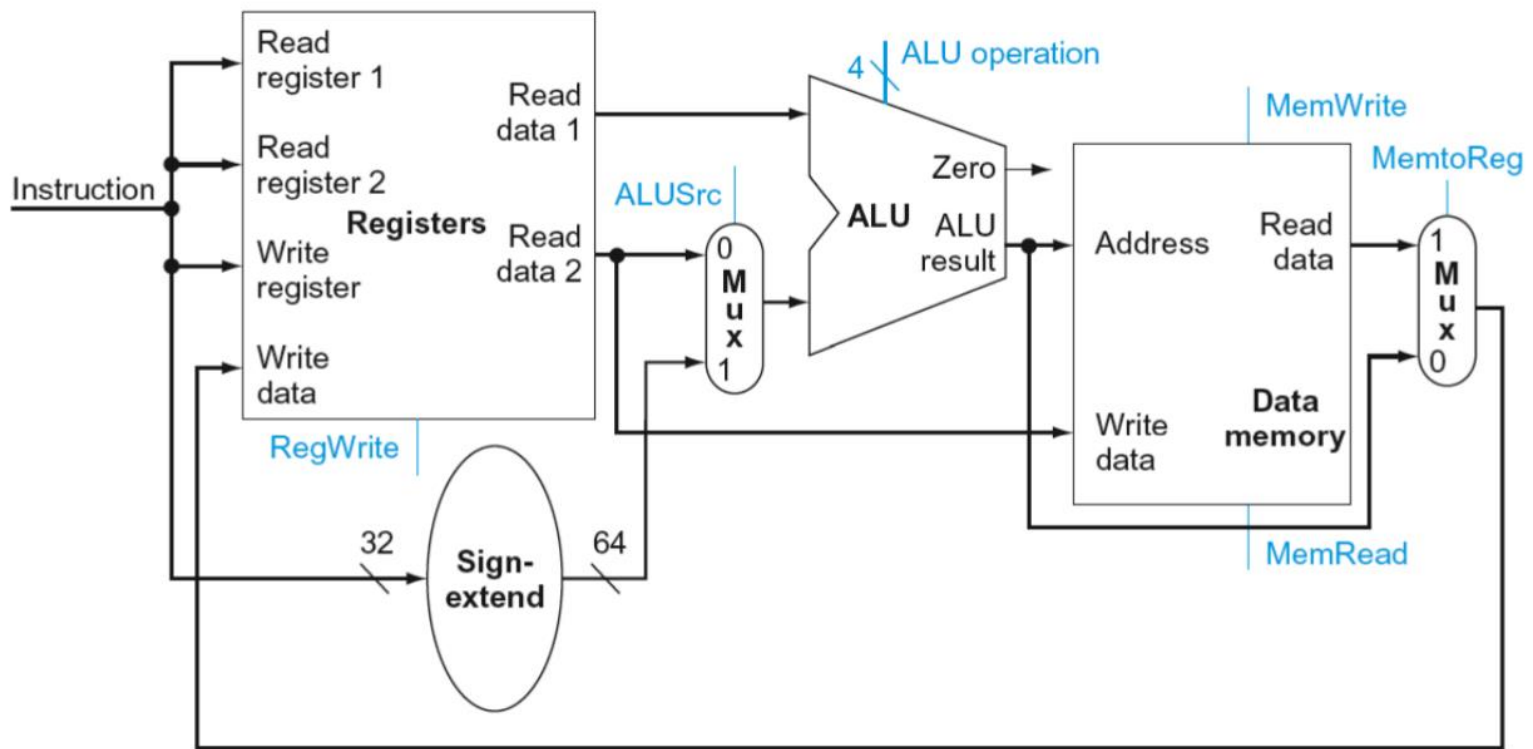 Instruction
Read
register 1
Read
register 2
Write
register
Write
data
Registers
Read
data 1
Read
data 2
RegWrite
32
Sign-
extend
64
ALUSrc
0
M
u
x
1
4
ALU operation
ALU
Zero
ALU
result
MemWrite
Address
Read
data
Write
data
Data
memory
MemRead
MemtoReg
1
M
u
x
0